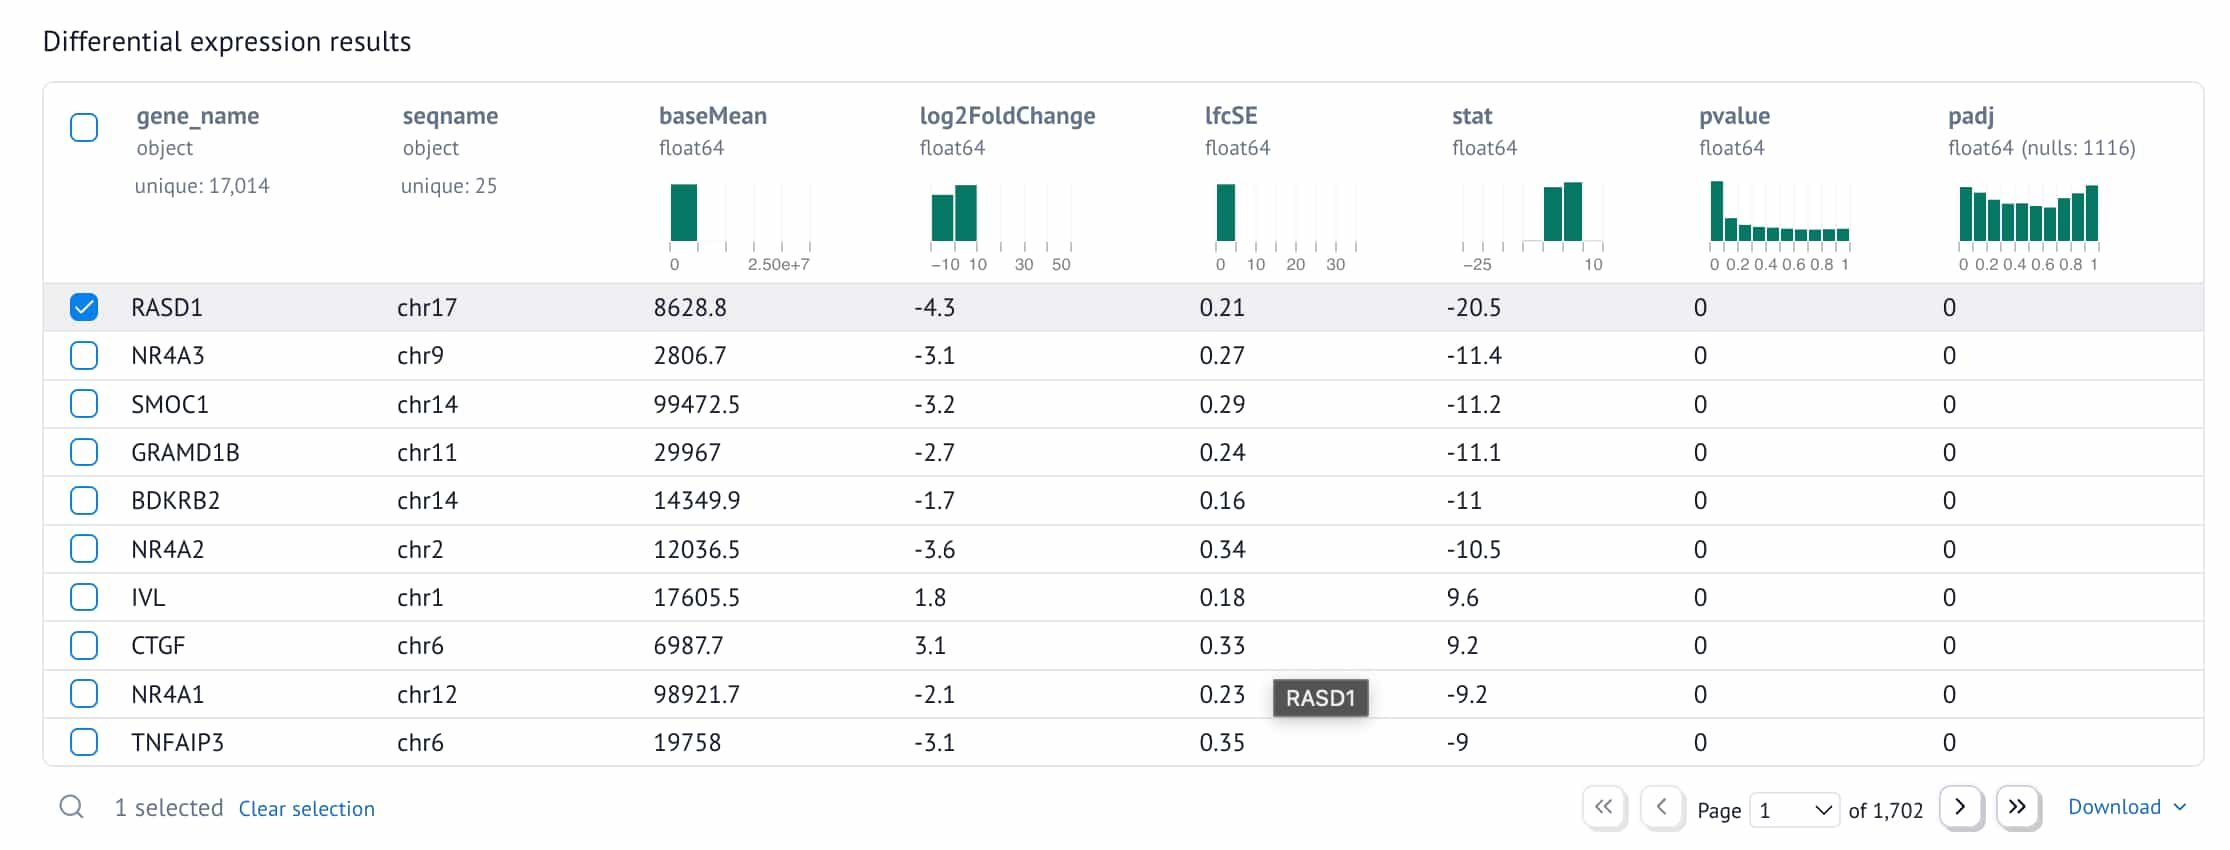 Differential expression results
gene_name seqname baseMean log2FoldChange lfcSE stat pvalue padj
object object float64 float64 float64 float64 float64 float64 (nulls: 1116)
unique: 17,014 unique: 25
0 2.50e+7 −10 10 30 50 0 10 20 30 −25 10 0 0.2 0.4 0.6 0.8 1 0 0.2 0.4 0.6 0.8 1
RASD1 chr17 8628.8 -4.3 0.21 -20.5 0 0
NR4A3 chr9 2806.7 -3.1 0.27 -11.4 0 0
SMOC1 chr14 99472.5 -3.2 0.29 -11.2 0 0
GRAMD1B chr11 29967 -2.7 0.24 -11.1 0 0
BDKRB2 chr14 14349.9 -1.7 0.16 -11 0 0
NR4A2 chr2 12036.5 -3.6 0.34 -10.5 0 0
IVL chr1 17605.5 1.8 0.18 9.6 0 0
CTGF chr6 6987.7 3.1 0.33 9.2 0 0
NR4A1 chr12 98921.7 -2.1 0.23 RASD1 -9.2 0 0
TNFAIP3 chr6 19758 -3.1 0.35 -9 0 0
1 selected Clear selection Page 1 of 1,702 Download